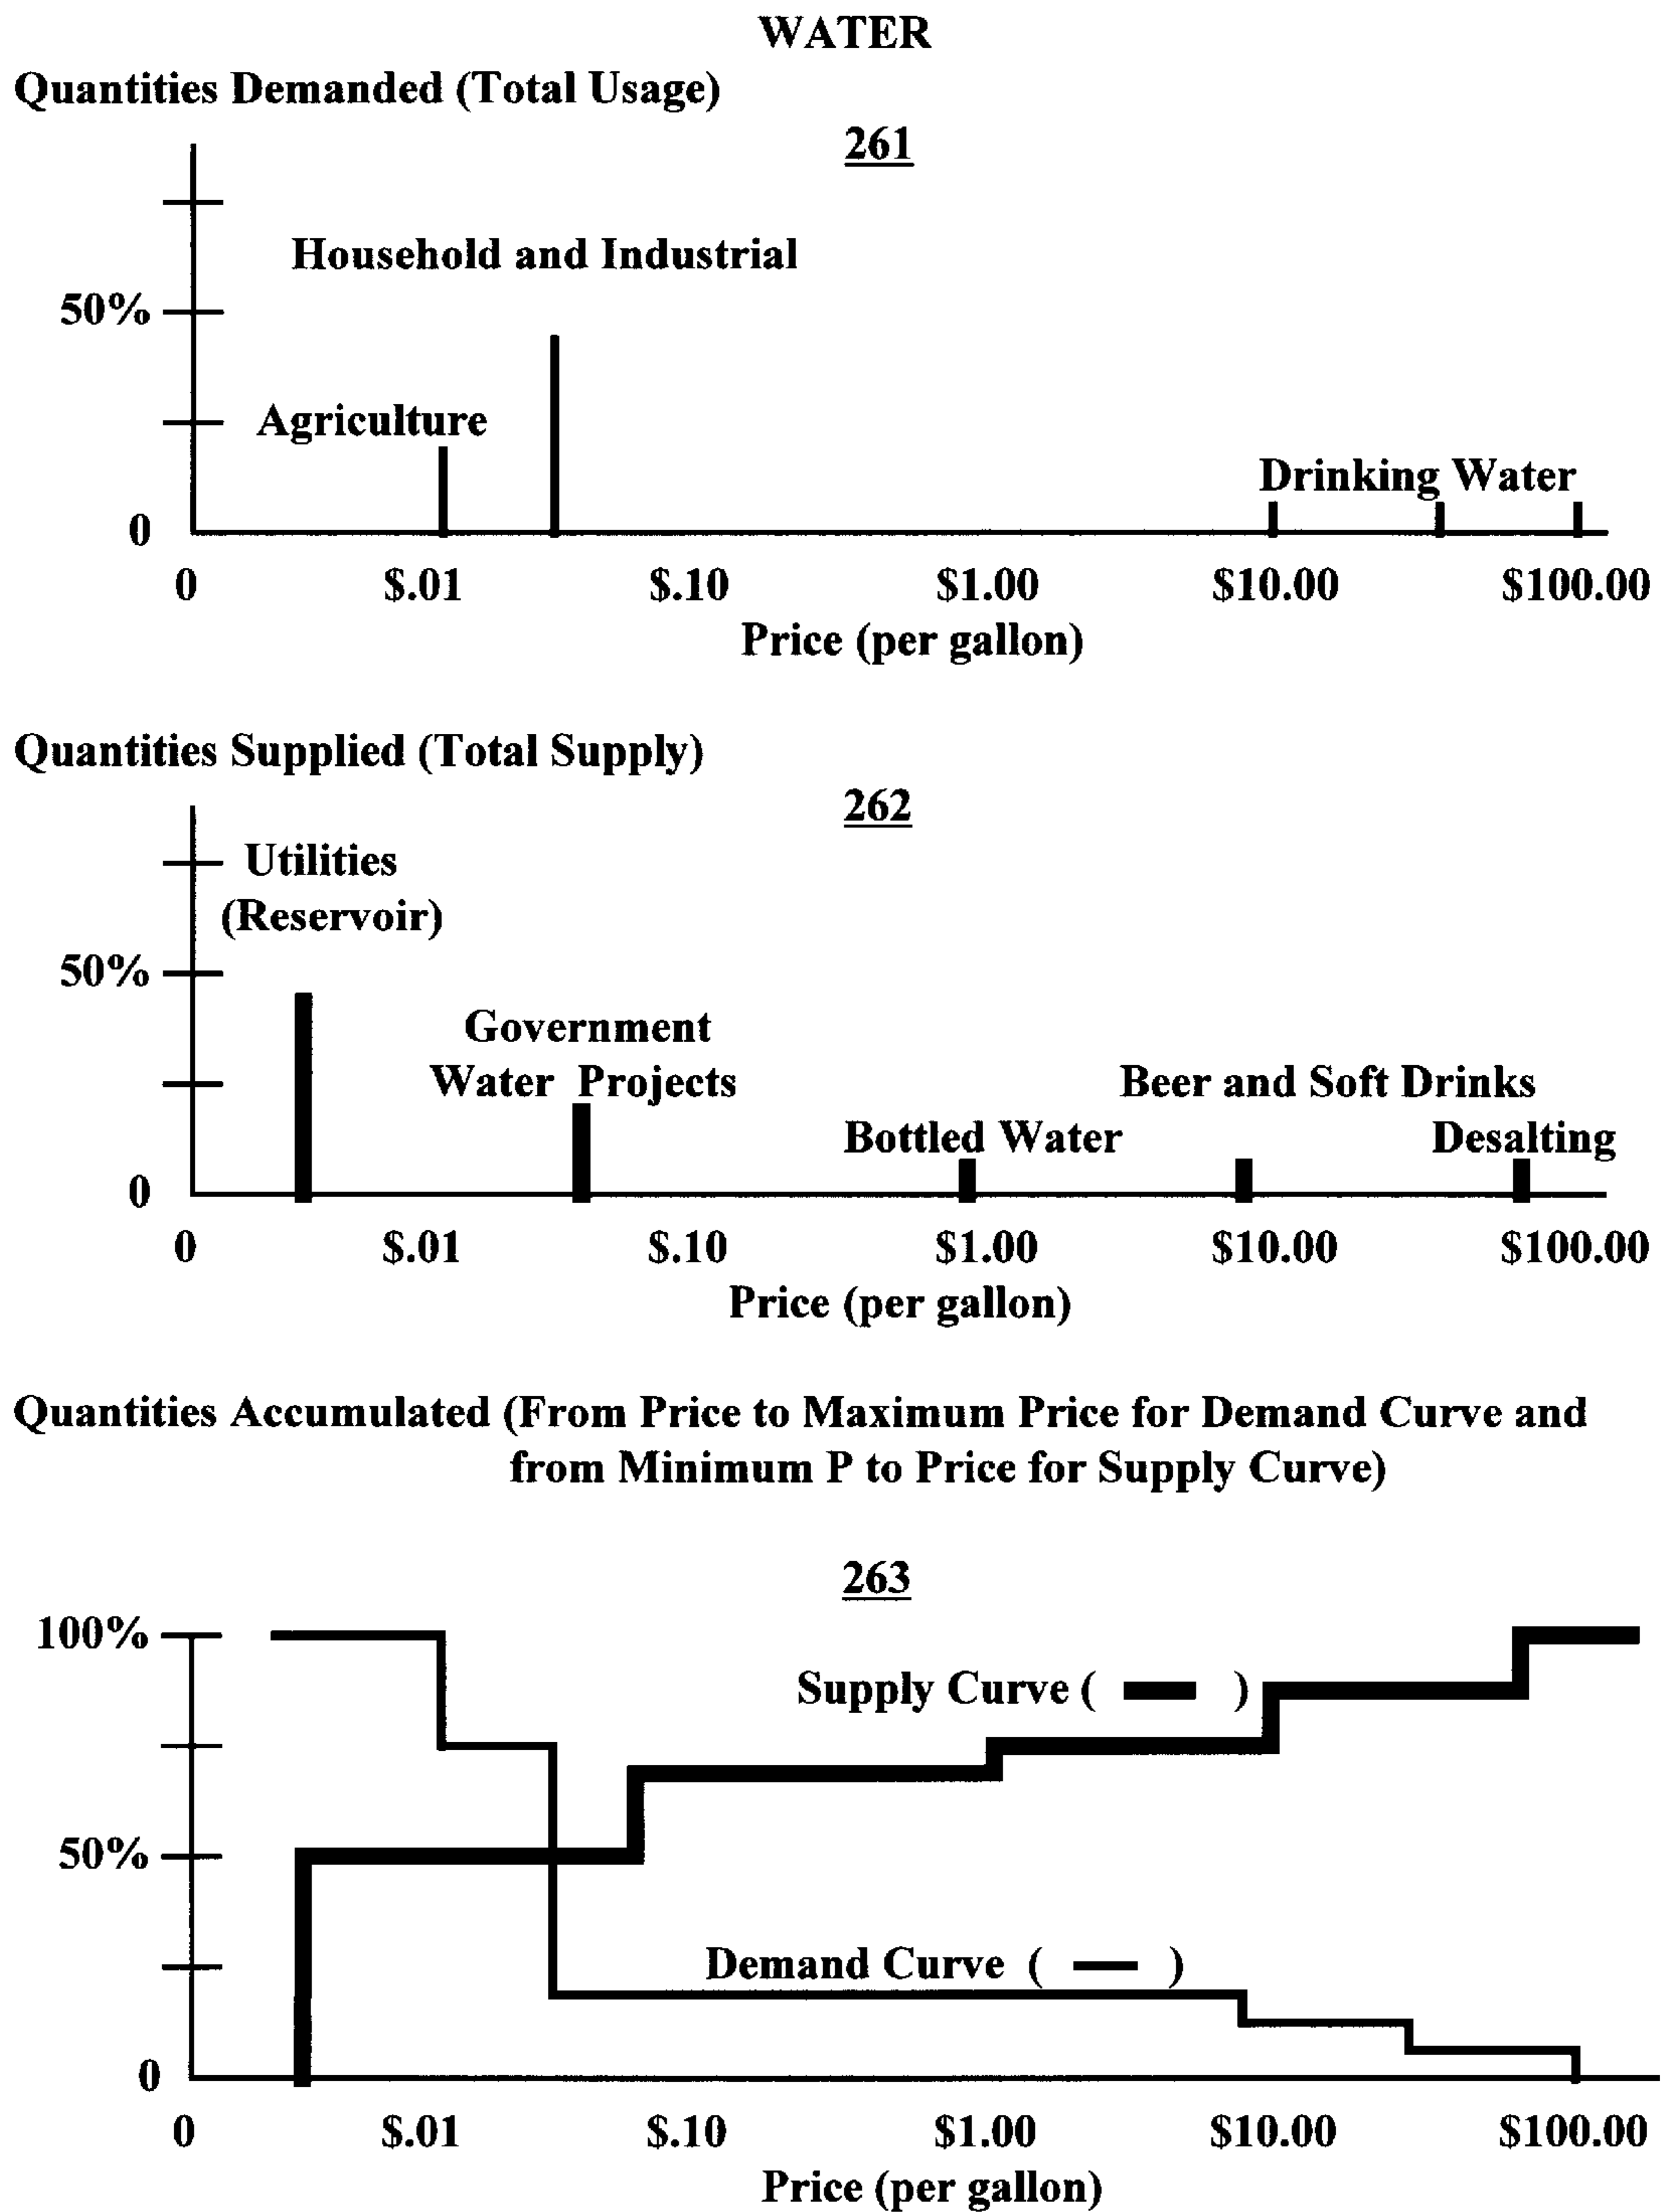 WATER
Quantities Demanded (Total Usage)
261
Household and Industrial
50%
Agriculture
Drinking Water
0
0 $.01 $.10 $1.00 $10.00 $100.00
Price (per gallon)
Quantities Supplied (Total Supply)
262
Utilities
(Reservoir)
50%
Government
Water Projects
Beer and Soft Drinks
Bottled Water
Desalting
0
0 $.01 $.10 $1.00 $10.00 $100.00
Price (per gallon)
Quantities Accumulated (From Price to Maximum Price for Demand Curve and
from Minimum P to Price for Supply Curve)
263
100%
Supply Curve ( )
50%
Demand Curve ( )
0
0 $.01 $.10 $1.00 $10.00 $100.00
Price (per gallon)